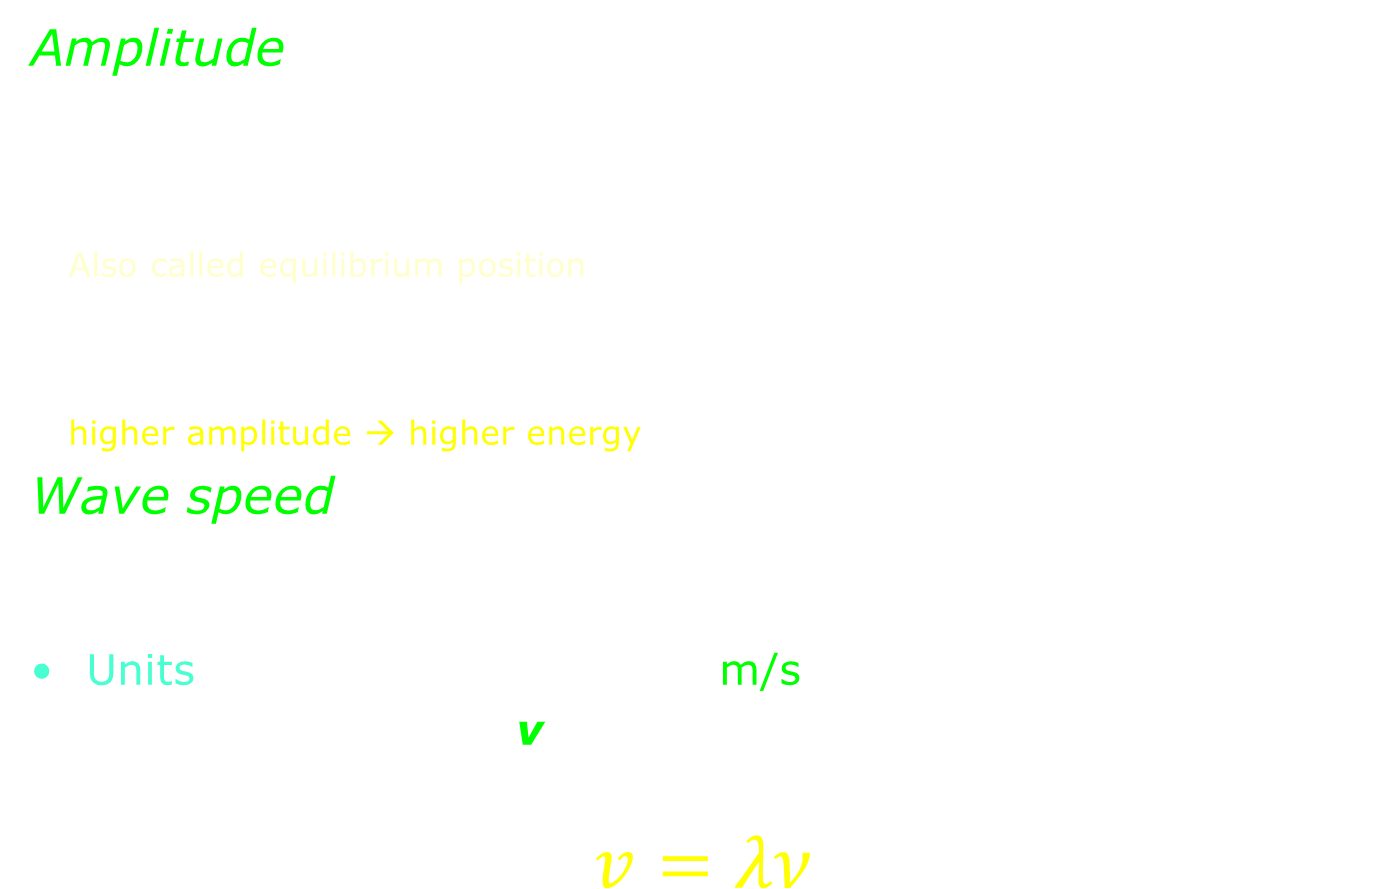 Amplitude
Also called equilibrium position
higher amplitude → higher energy
Wave speed
• Units m/s
v
v = λν